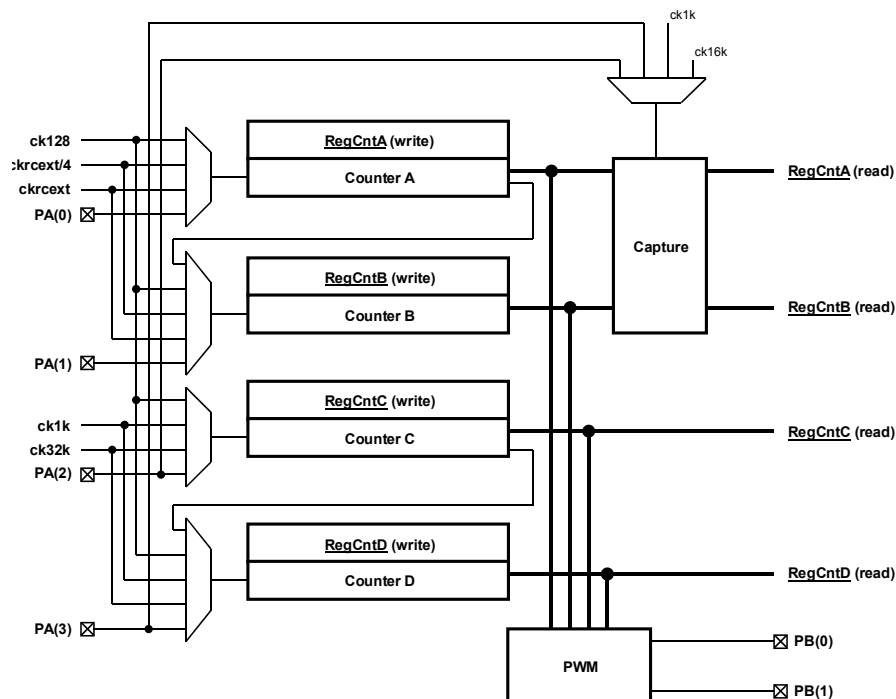 ck1k
ck16k
ck128
ckrcext/4
ckrcext
PA(0)
RegCntA (write)
Counter A
RegCntA (read)
Capture
RegCntB (write)
Counter B
RegCntB (read)
PA(1)
RegCntC (write)
Counter C
RegCntC (read)
ck1k
ck32k
PA(2)
RegCntD (write)
Counter D
RegCntD (read)
PA(3)
PWM
PB(0)
PB(1)